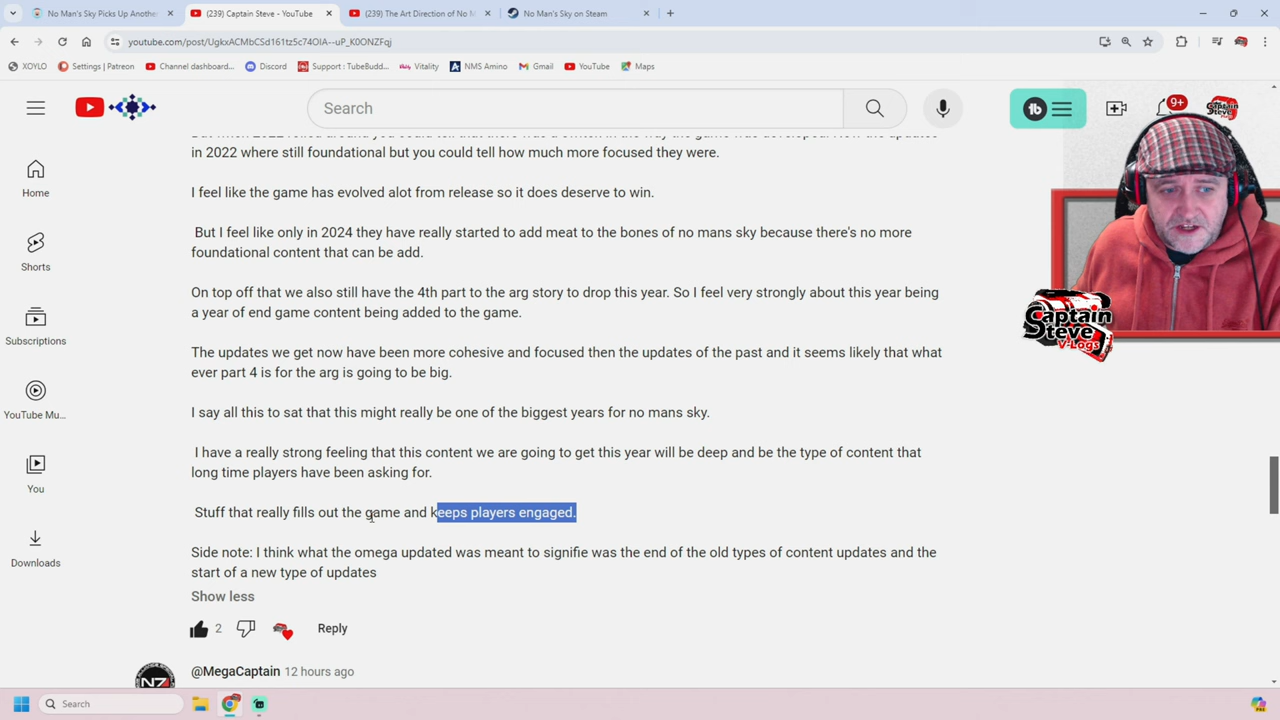 No Man's Sky Picks Up Anothe
(239) Captain Steve - YouTube
(239) The Art Direction of No M
No Man's Sky on Steam
youtube.com/post/UgkxACMbCSd161tz5c74OIA--uP_K0ONZFqj
XOYLO
Settings | Patreon
Channel dashboard...
Discord
Support : TubeBudd...
Vitality
NMS Amino
Gmail
YouTube
Maps
Search
9+
Home
Shorts
Subscriptions
YouTube Mu...
You
Downloads
in 2022 where still foundational but you could tell how much more focused they were.
I feel like the game has evolved alot from release so it does deserve to win.
But I feel like only in 2024 they have really started to add meat to the bones of no mans sky because there's no more
foundational content that can be add.
On top off that we also still have the 4th part to the arg story to drop this year. So I feel very strongly about this year being
a year of end game content being added to the game.
The updates we get now have been more cohesive and focused then the updates of the past and it seems likely that what
ever part 4 is for the arg is going to be big.
I say all this to sat that this might really be one of the biggest years for no mans sky.
I have a really strong feeling that this content we are going to get this year will be deep and be the type of content that
long time players have been asking for.
Stuff that really fills out the game and keeps players engaged.
Side note: I think what the omega updated was meant to signifie was the end of the old types of content updates and the
start of a new type of updates
Show less
2
Reply
@MegaCaptain 12 hours ago
N7
Captain
Steve
V-Logs
Search